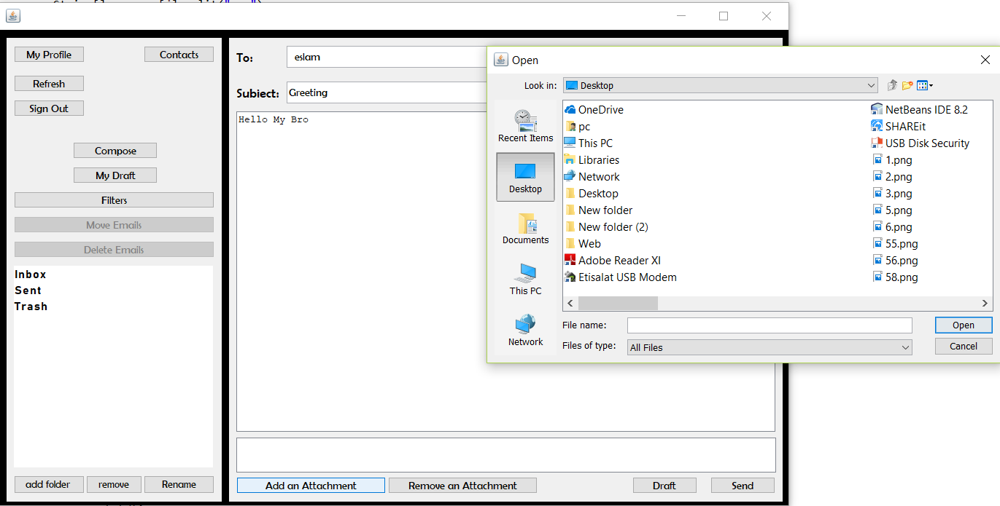 My Profile
Contacts
Refresh
Sign Out
Compose
My Draft
Filters
Move Emails
Delete Emails
Inbox
Sent
Trash
add folder
remove
Rename
To:
eslam
Subject:
Greeting
Hello My Bro
Add an Attachment
Remove an Attachment
Draft
Send
Open
Look in:
Desktop
Recent Items
Desktop
Documents
This PC
Network
OneDrive
pc
This PC
Libraries
Network
Desktop
New folder
New folder (2)
Web
Adobe Reader XI
Etisalat USB Modem
NetBeans IDE 8.2
SHAREit
USB Disk Security
1.png
2.png
3.png
5.png
6.png
55.png
56.png
58.png
File name:
Open
Files of type:
All Files
Cancel